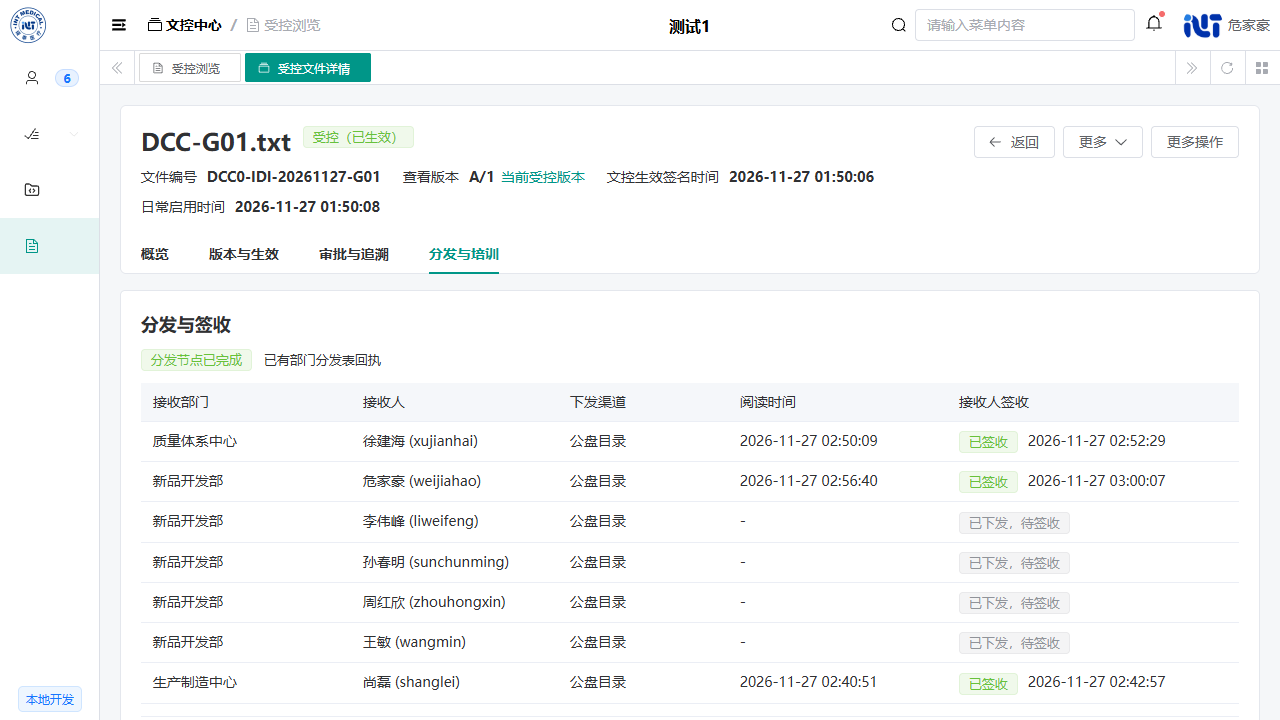 文控中心 / 受控浏览
测试1
请输入菜单内容
危家豪
6
受控浏览
受控文件详情
DCC-G01.txt
受控（已生效）
返回
更多
更多操作
文件编号 DCC0-IDI-20261127-G01 查看版本 A/1 当前受控版本 文控生效签名时间 2026-11-27 01:50:06
日常启用时间 2026-11-27 01:50:08
概览 版本与生效 审批与追溯 分发与培训
分发与签收
分发节点已完成 已有部门分发表回执
接收部门 接收人 下发渠道 阅读时间 接收人签收
质量体系中心 徐建海 (xujianhai) 公盘目录 2026-11-27 02:50:09 已签收 2026-11-27 02:52:29
新品开发部 危家豪 (weijiahao) 公盘目录 2026-11-27 02:56:40 已签收 2026-11-27 03:00:07
新品开发部 李伟峰 (liweifeng) 公盘目录 - 已下发，待签收
新品开发部 孙春明 (sunchunming) 公盘目录 - 已下发，待签收
新品开发部 周红欣 (zhouhongxin) 公盘目录 - 已下发，待签收
新品开发部 王敏 (wangmin) 公盘目录 - 已下发，待签收
生产制造中心 尚磊 (shanglei) 公盘目录 2026-11-27 02:40:51 已签收 2026-11-27 02:42:57
本地开发